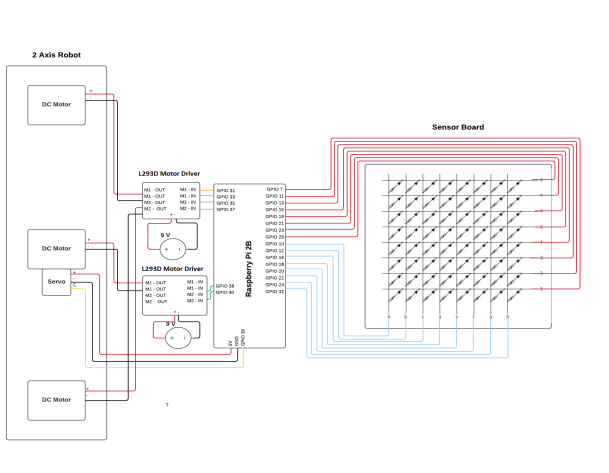 2 Axis Robot
DC Motor
+
-
DC Motor
+
-
Servo
+
-
C
DC Motor
+
-
L293D Motor Driver
M1 - OUT
M1 - OUT
M2 - OUT
M2 - OUT
M1 - IN
M1 - IN
M2 - IN
M2 - IN
+ -
9 V
+ -
L293D Motor Driver
M1 - OUT
M1 - OUT
M2 - OUT
M2 - OUT
M1 - IN
M1 - IN
M2 - IN
M2 - IN
+ -
9 V
+ -
T
Raspberry Pi 2B
GPIO 31
GPIO 33
GPIO 35
GPIO 37
GPIO 38
GPIO 40
5V
GND
GPIO 36
GPIO 7
GPIO 11
GPIO 13
GPIO 15
GPIO 19
GPIO 21
GPIO 23
GPIO 29
GPIO 10
GPIO 12
GPIO 16
GPIO 18
GPIO 20
GPIO 22
GPIO 24
GPIO 32
Sensor Board